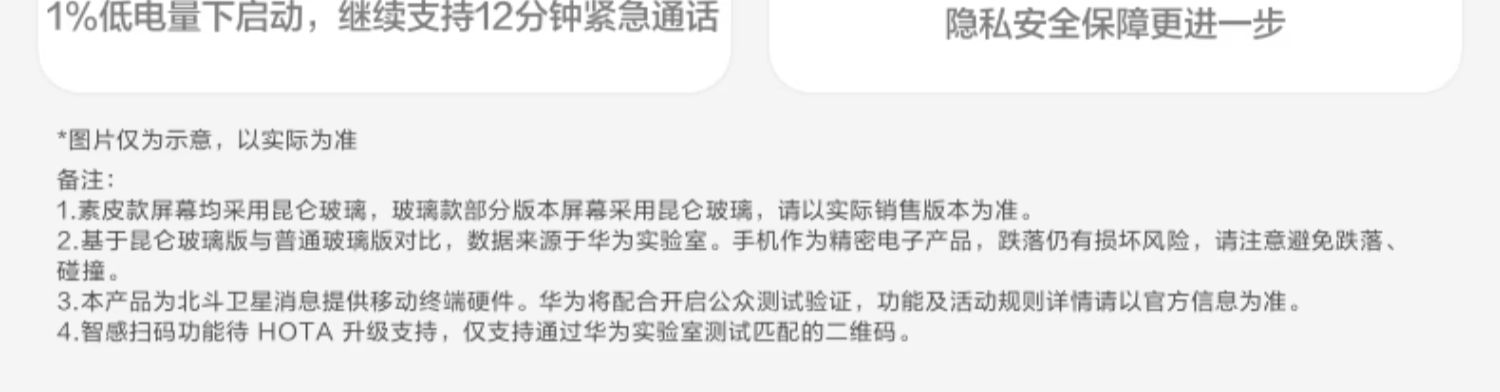 1%低电量下启动，继续支持12分钟紧急通话
隐私安全保障更进一步
*图片仅为示意，以实际为准
备注：
1.素皮款屏幕均采用昆仑玻璃，玻璃款部分版本屏幕采用昆仑玻璃，请以实际销售版本为准。
2.基于昆仑玻璃版与普通玻璃版对比，数据来源于华为实验室。手机作为精密电子产品，跌落仍有损坏风险，请注意避免跌落、
碰撞。
3.本产品为北斗卫星消息提供移动终端硬件。华为将配合开启公众测试验证，功能及活动规则详情请以官方信息为准。
4.智感扫码功能待 HOTA 升级支持，仅支持通过华为实验室测试匹配的二维码。